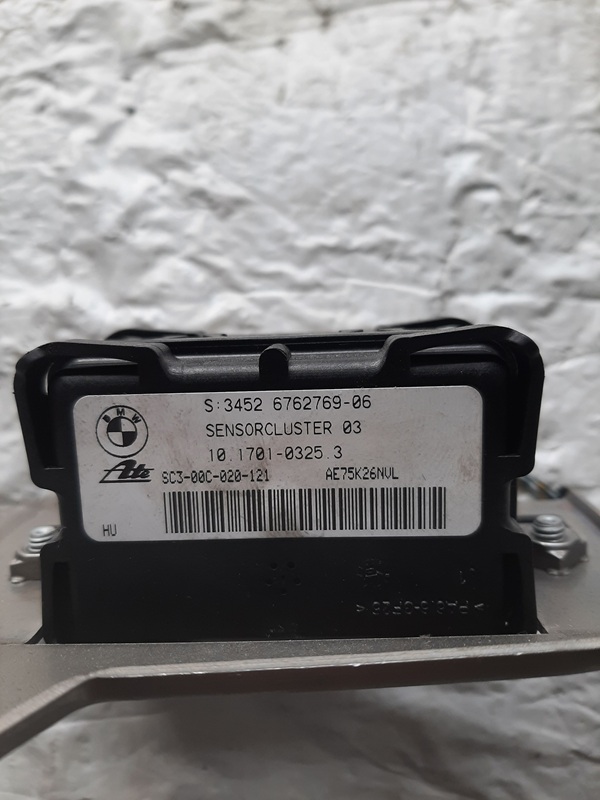 BMW
S:3452 6762769-06
SENSORCLUSTER 03
10.1701-0325.3
Ate
SC3-00C-020-121 AE75K26NVL
HU